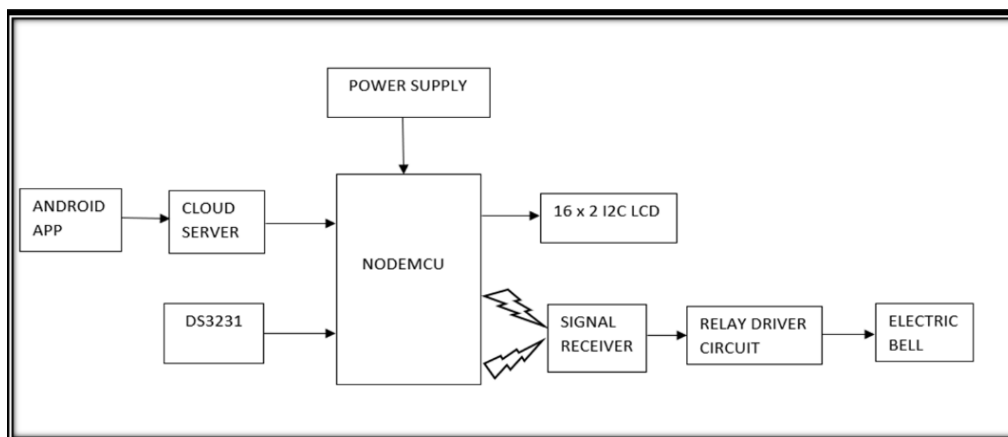 POWER SUPPLY
ANDROID
APP
CLOUD
SERVER
NODEMCU
16 x 2 I2C LCD
DS3231
SIGNAL
RECEIVER
RELAY DRIVER
CIRCUIT
ELECTRIC
BELL